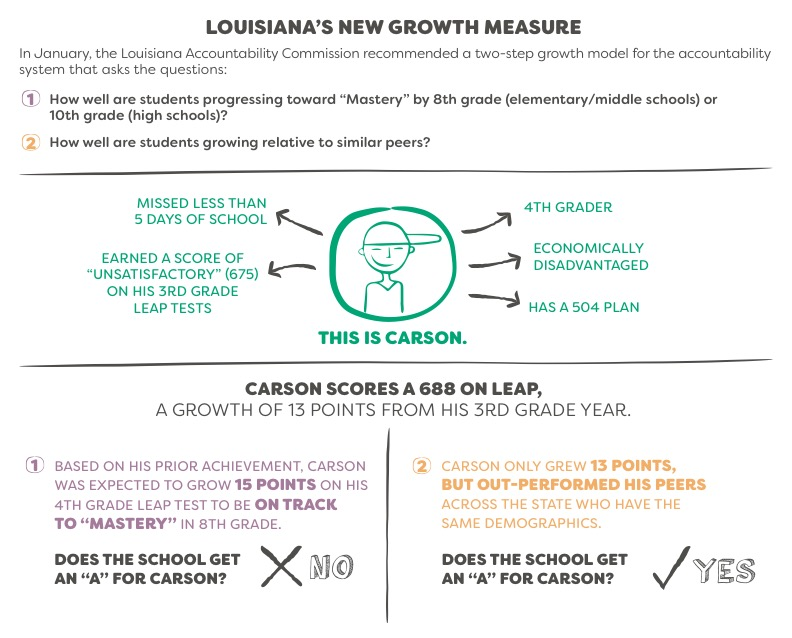 LOUISIANA'S NEW GROWTH MEASURE
In January, the Louisiana Accountability Commission recommended a two-step growth model for the accountability
system that asks the questions:
1 How well are students progressing toward “Mastery” by 8th grade (elementary/middle schools) or
10th grade (high schools)?
2 How well are students growing relative to similar peers?
MISSED LESS THAN
5 DAYS OF SCHOOL
EARNED A SCORE OF
“UNSATISFACTORY” (675)
ON HIS 3RD GRADE
LEAP TESTS
4TH GRADER
ECONOMICALLY
DISADVANTAGED
HAS A 504 PLAN
THIS IS CARSON.
CARSON SCORES A 688 ON LEAP,
A GROWTH OF 13 POINTS FROM HIS 3RD GRADE YEAR.
1 BASED ON HIS PRIOR ACHIEVEMENT, CARSON
WAS EXPECTED TO GROW 15 POINTS ON HIS
4TH GRADE LEAP TEST TO BE ON TRACK
TO “MASTERY” IN 8TH GRADE.
DOES THE SCHOOL GET
AN “A” FOR CARSON?
NO
2 CARSON ONLY GREW 13 POINTS,
BUT OUT-PERFORMED HIS PEERS
ACROSS THE STATE WHO HAVE THE
SAME DEMOGRAPHICS.
DOES THE SCHOOL GET
AN “A” FOR CARSON?
YES